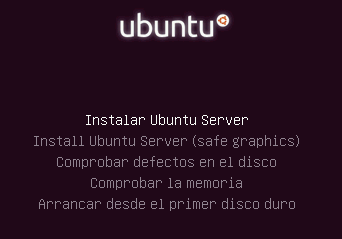 ubuntu
Instalar Ubuntu Server
Install Ubuntu Server (safe graphics)
Comprobar defectos en el disco
Comprobar la memoria
Arrancar desde el primer disco duro